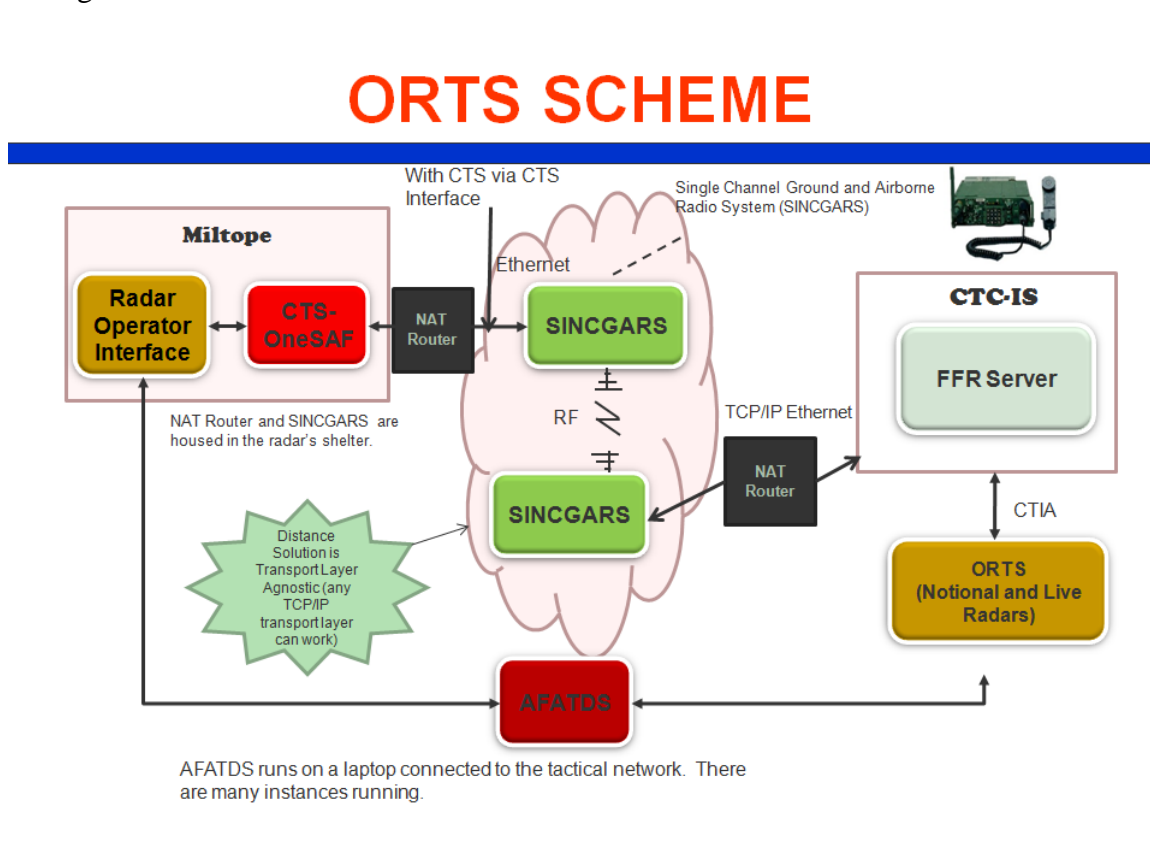 ORTS SCHEME
With CTS via CTS
Interface
Single Channel Ground and Airborne
Radio System (SINCGARS)
Miltope
Ethernet
CTC-IS
Radar
Operator
Interface
CTS-
OneSAF
NAT
Router
SINCGARS
FFR Server
RF
TCP/IP Ethernet
NAT Router and SINCGARS are
housed in the radar's shelter.
NAT
Router
SINCGARS
CTIA
Distance
Solution is
Transport Layer
Agnostic (any
TCP/IP
transport layer
can work)
ORTS
(Notional and Live
Radars)
AFATDS
AFATDS runs on a laptop connected to the tactical network. There
are many instances running.